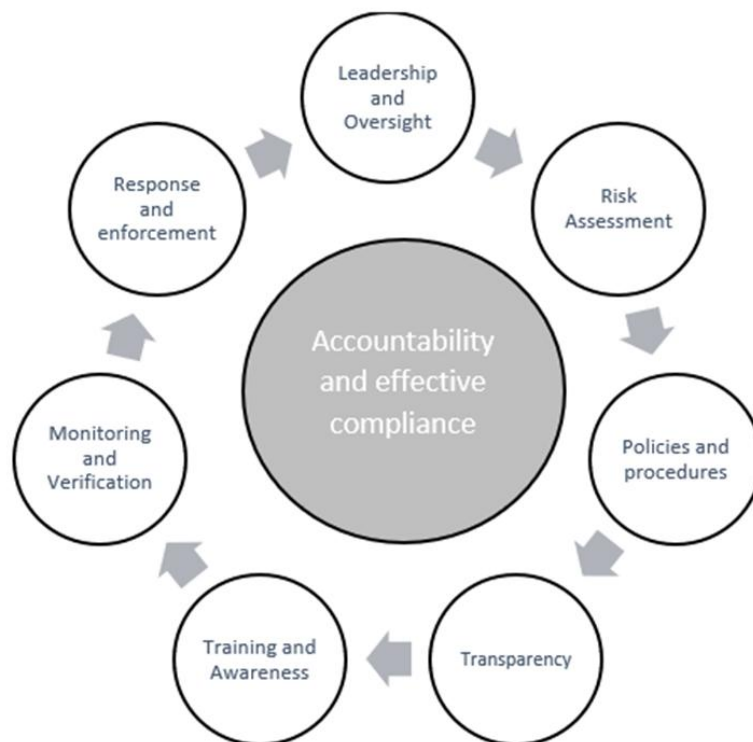 Leadership
and
Oversight
Risk
Assessment
Policies and
procedures
Transparency
Training and
Awareness
Monitoring
and
Verification
Response
and
enforcement
Accountability
and effective
compliance